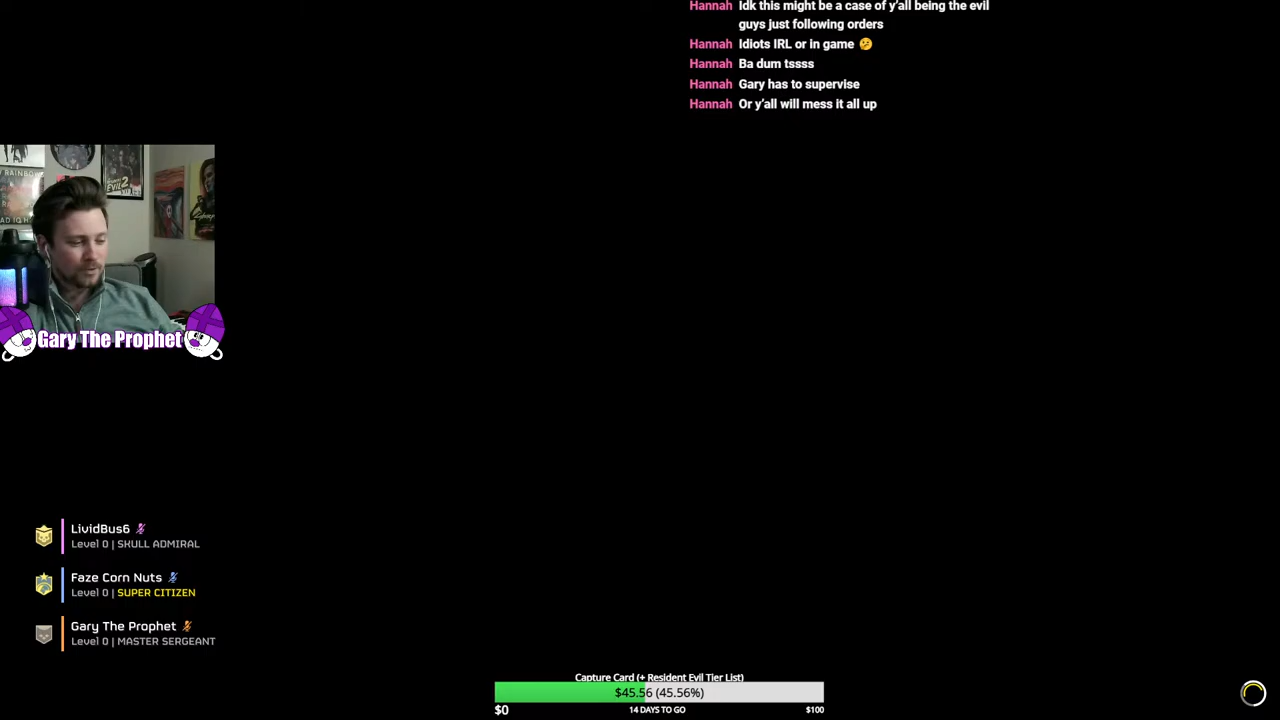 Hannah Idk this might be a case of y'all being the evil
guys just following orders
Hannah Idiots IRL or in game 🤔
Hannah Ba dum tssss
Hannah Gary has to supervise
Hannah Or y'all will mess it all up
Gary The Prophet
LividBus6
Level 0 | SKULL ADMIRAL
Faze Corn Nuts
Level 0 | SUPER CITIZEN
Gary The Prophet
Level 0 | MASTER SERGEANT
Capture Card (+ Resident Evil Tier List)
$45.56 (45.56%)
$0 14 DAYS TO GO $100